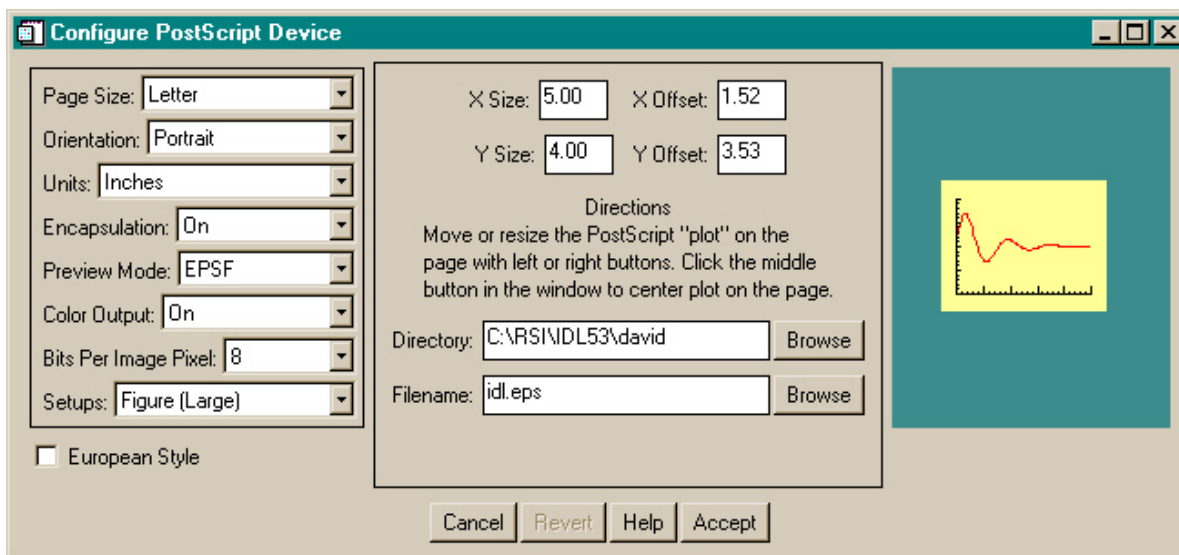 Configure PostScript Device
Page Size: Letter
Orientation: Portrait
Units: Inches
Encapsulation: On
Preview Mode: EPSF
Color Output: On
Bits Per Image Pixel: 8
Setups: Figure (Large)
European Style
X Size: 5.00 X Offset: 1.52
Y Size: 4.00 Y Offset: 3.53
Directions
Move or resize the PostScript "plot" on the
page with left or right buttons. Click the middle
button in the window to center plot on the page.
Directory: C:\RSI\IDL53\david Browse
Filename: idl.eps Browse
Cancel Revert Help Accept